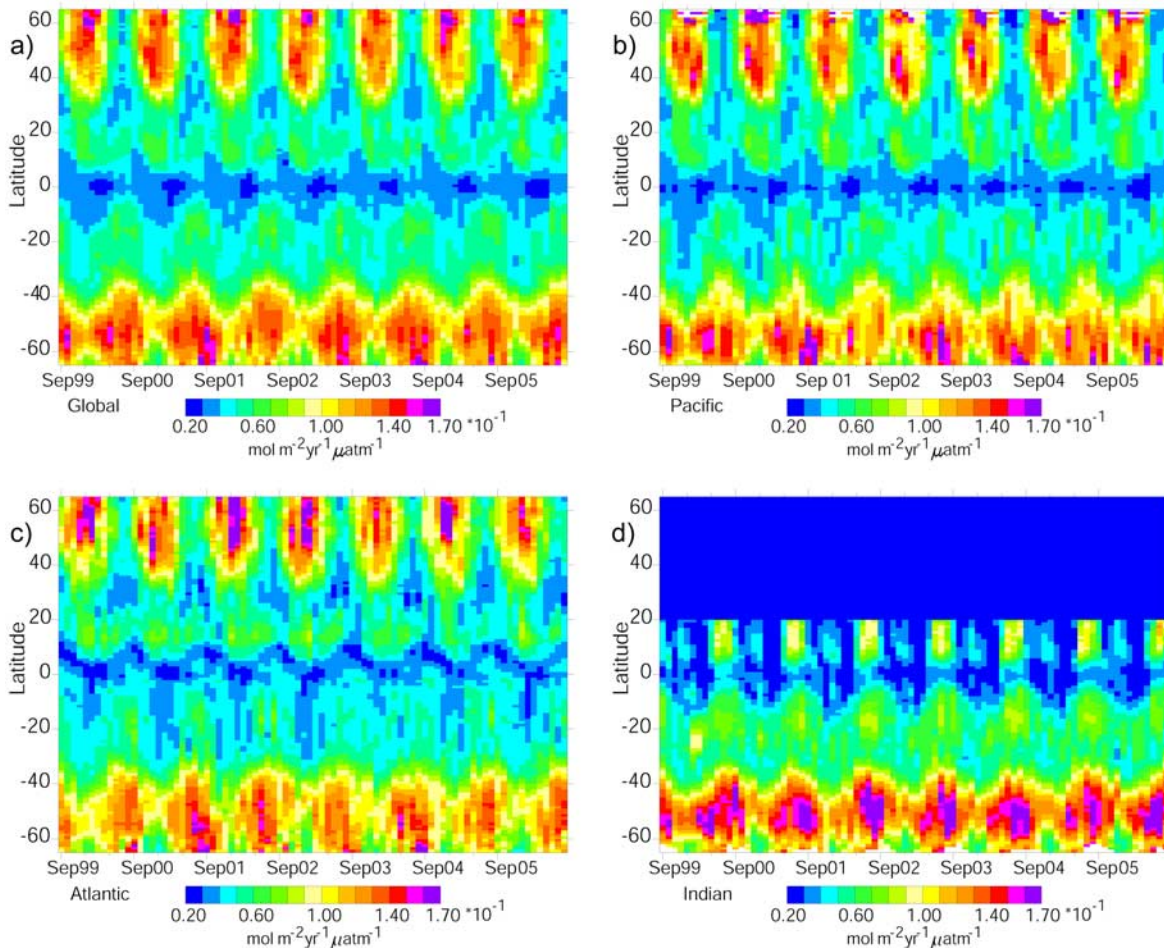 a)
Latitude
60
40
20
0
-20
-40
-60
Sep99 Sep00 Sep01 Sep02 Sep03 Sep04 Sep05
Global
0.20 0.60 1.00 1.40 1.70 *10⁻¹
mol m⁻²yr⁻¹μatm⁻¹
b)
Latitude
60
40
20
0
-20
-40
-60
Sep99 Sep00 Sep 01 Sep02 Sep03 Sep04 Sep05
Pacific
0.20 0.60 1.00 1.40 1.70 *10⁻¹
mol m⁻²yr⁻¹μatm⁻¹
c)
Latitude
60
40
20
0
-20
-40
-60
Sep99 Sep00 Sep01 Sep02 Sep03 Sep04 Sep05
Atlantic
0.20 0.60 1.00 1.40 1.70 *10⁻¹
mol m⁻²yr⁻¹μatm⁻¹
d)
Latitude
60
40
20
0
-20
-40
-60
Sep99 Sep00 Sep01 Sep02 Sep03 Sep04 Sep05
Indian
0.20 0.60 1.00 1.40 1.70 *10⁻¹
mol m⁻²yr⁻¹μatm⁻¹